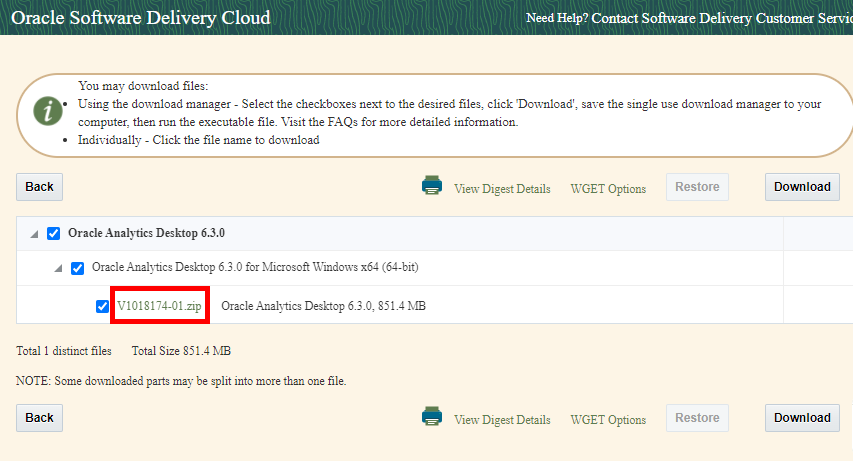 Oracle Software Delivery Cloud
Need Help? Contact Software Delivery Customer Servic
You may download files:
• Using the download manager - Select the checkboxes next to the desired files, click 'Download', save the single use download manager to your
computer, then run the executable file. Visit the FAQs for more detailed information.
• Individually - Click the file name to download
Back
View Digest Details
WGET Options
Restore
Download
Oracle Analytics Desktop 6.3.0
Oracle Analytics Desktop 6.3.0 for Microsoft Windows x64 (64-bit)
V1018174-01.zip Oracle Analytics Desktop 6.3.0, 851.4 MB
Total 1 distinct files Total Size 851.4 MB
NOTE: Some downloaded parts may be split into more than one file.
Back
View Digest Details
WGET Options
Restore
Download